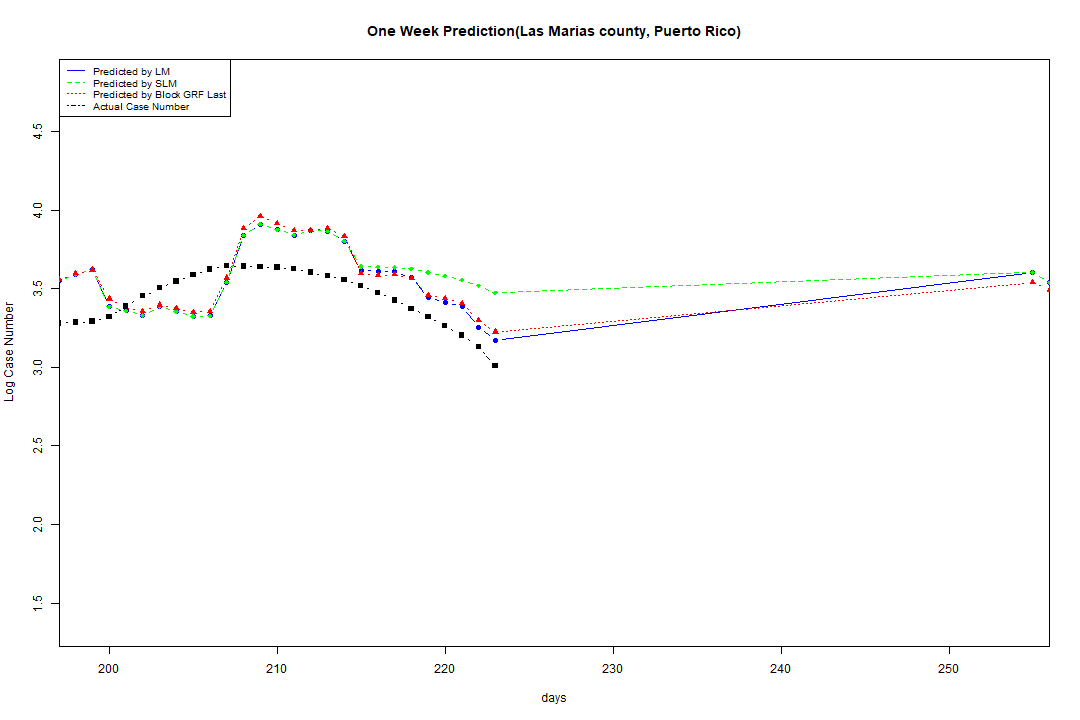 One Week Prediction(Las Marias county, Puerto Rico)
Predicted by LM
Predicted by SLM
Predicted by Block GRF Last
Actual Case Number
4.5
4.0
3.5
3.0
2.5
2.0
1.5
Log Case Number
200 210 220 230 240 250
days